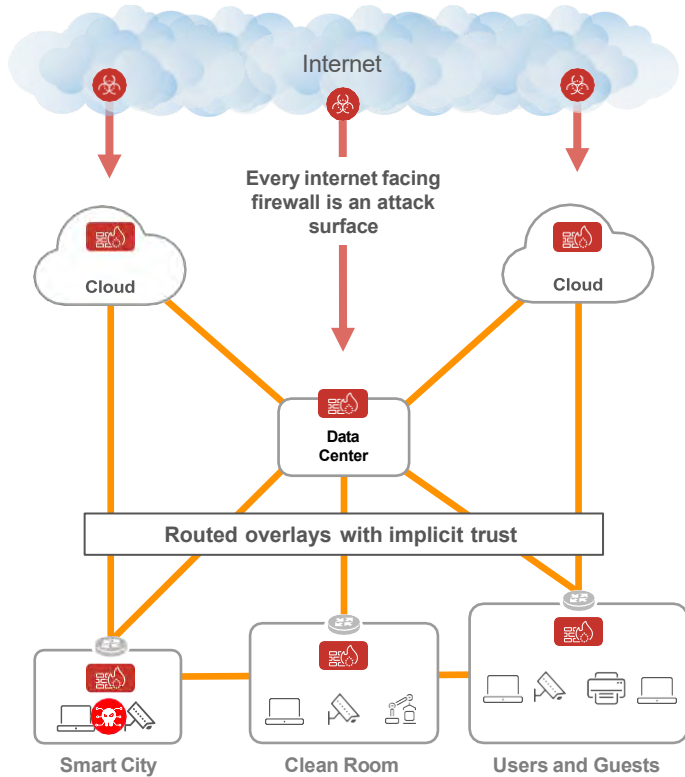 Internet
Every internet facing
firewall is an attack
surface
Cloud
Cloud
Data
Center
Routed overlays with implicit trust
Smart City
Clean Room
Users and Guests